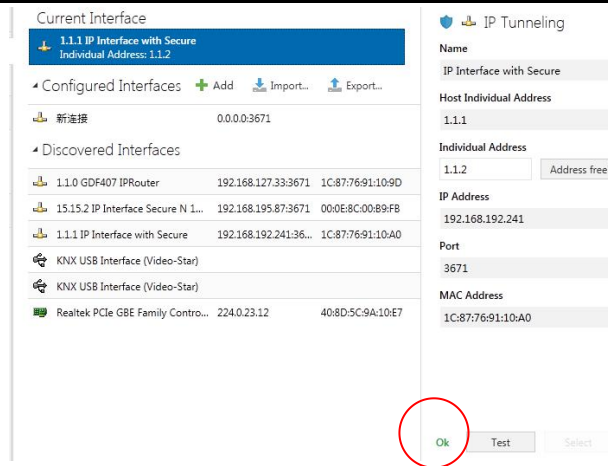 Current Interface
1.1.1 IP Interface with Secure
Individual Address: 1.1.2
Configured Interfaces Add Import... Export...
新连接 0.0.0.0:3671
Discovered Interfaces
1.1.0 GDF407 IPRouter 192.168.127.33:3671 1C:87:76:91:10:9D
15.15.2 IP Interface Secure N 1... 192.168.195.87:3671 00:0E:8C:00:B9:FB
1.1.1 IP Interface with Secure 192.168.192.241:36... 1C:87:76:91:10:A0
KNX USB Interface (Video-Star)
KNX USB Interface (Video-Star)
Realtek PCIe GBE Family Contro... 224.0.23.12 40:8D:5C:9A:10:E7
IP Tunneling
Name
IP Interface with Secure
Host Individual Address
1.1.1
Individual Address
1.1.2 Address free
IP Address
192.168.192.241
Port
3671
MAC Address
1C:87:76:91:10:A0
Ok Test Select